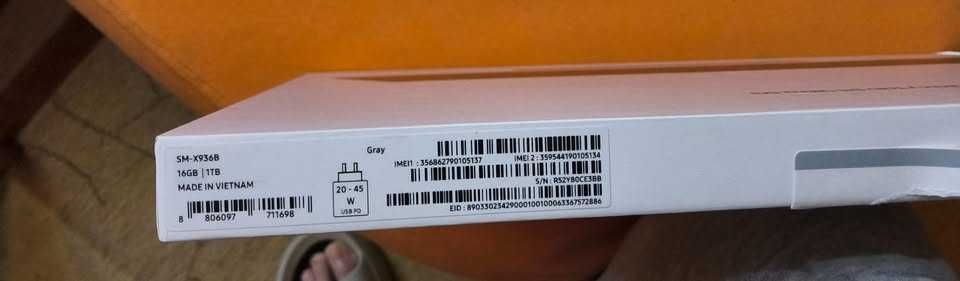 SM-X936B
16GB | 1TB
MADE IN VIETNAM
8 806097 711698
20 - 45
W
USB PD
Gray
IMEI1 : 356862790105137
IMEI 2 : 359544190105134
S/N : R52Y80CE3BB
EID : 89033023429000100100063367572886